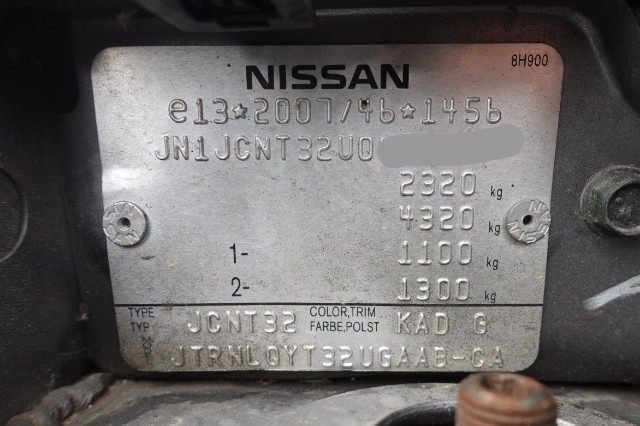 8H900
NISSAN
e13*2007/46*1456
JN1JCNT32U0
2320 kg
4320 kg
1- 1100 kg
2- 1300 kg
TYPE TYP JCNT32 COLOR,TRIM FARBE,POLST KAD G
JTRNLQYT32UGAAB-CA